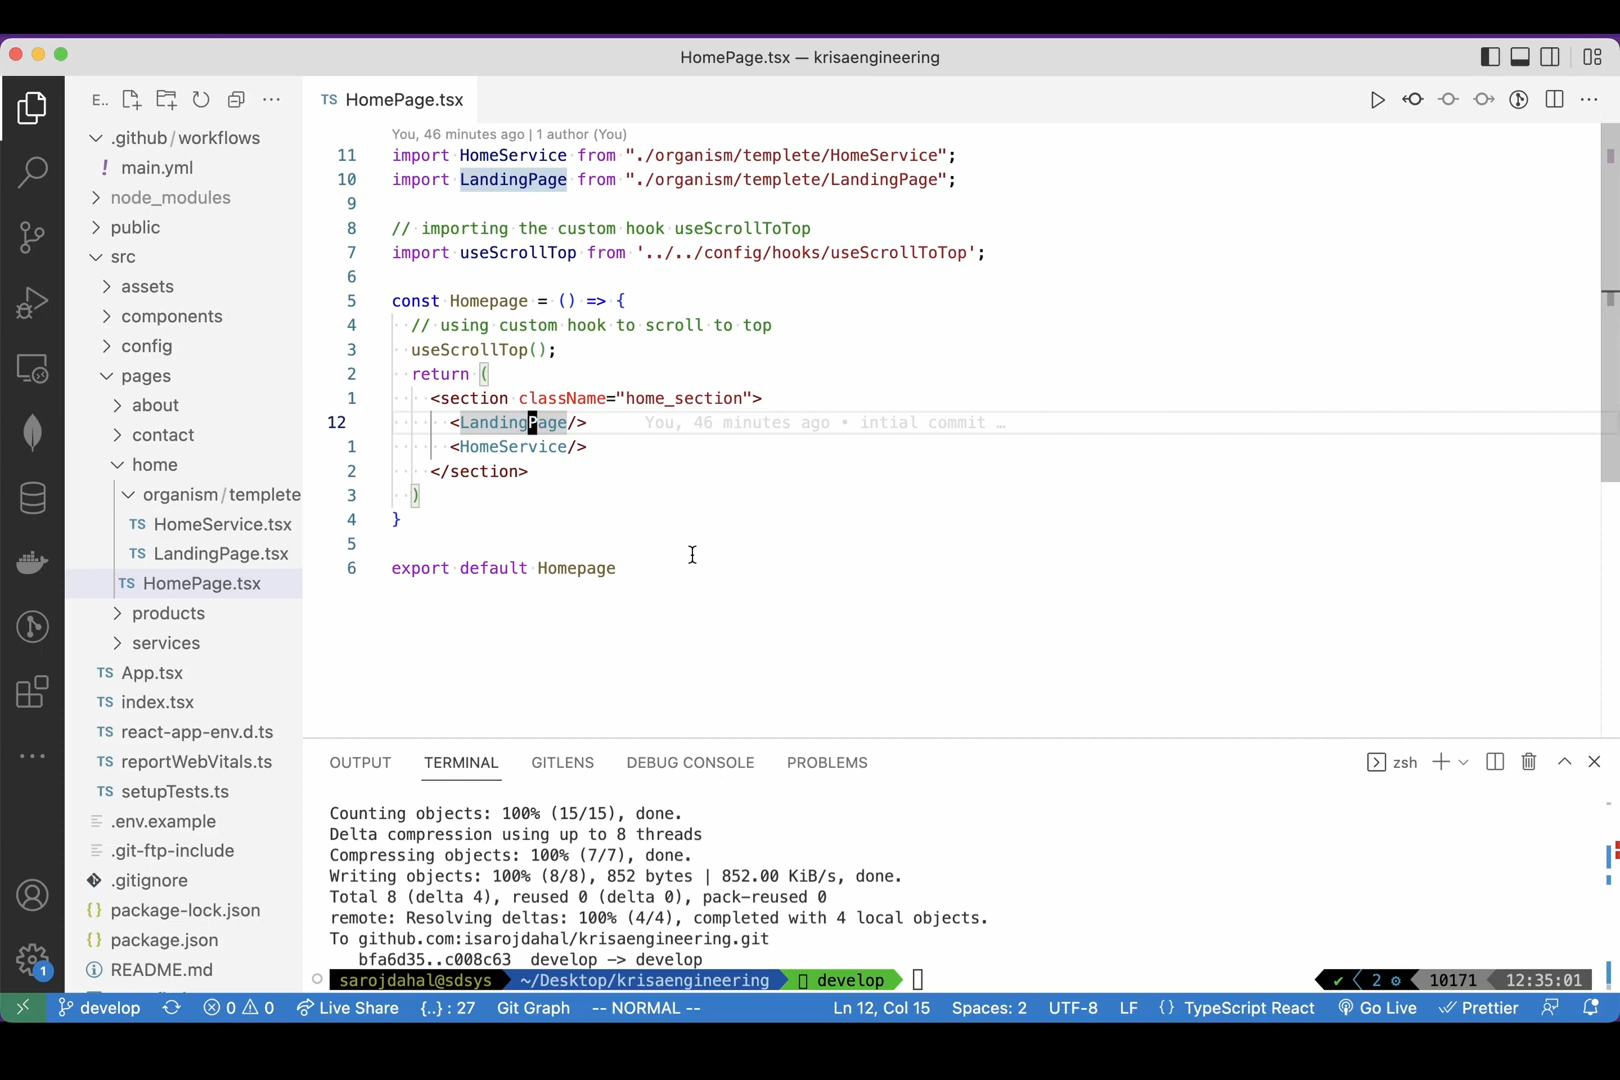 HomePage.tsx — krisaengineering
E..
.github/workflows
! main.yml
node_modules
public
src
assets
components
config
pages
about
contact
home
organism/templete
TS HomeService.tsx
TS LandingPage.tsx
TS HomePage.tsx
products
services
TS App.tsx
TS index.tsx
TS react-app-env.d.ts
TS reportWebVitals.ts
TS setupTests.ts
.env.example
.git-ftp-include
.gitignore
{} package-lock.json
{} package.json
README.md
1
TS HomePage.tsx
You, 46 minutes ago | 1 author (You)
11 import HomeService from "./organism/templete/HomeService";
10 import LandingPage from "./organism/templete/LandingPage";
9
8 // importing the custom hook useScrollToTop
7 import useScrollTop from '../../config/hooks/useScrollToTop';
6
5 const Homepage = () => {
4 // using custom hook to scroll to top
3 useScrollTop();
2 return (
1 <section className="home_section">
12 <LandingPage/> You, 46 minutes ago • intial commit …
1 <HomeService/>
2 </section>
3 )
4 }
5
6 export default Homepage
OUTPUT TERMINAL GITLENS DEBUG CONSOLE PROBLEMS
zsh
Counting objects: 100% (15/15), done.
Delta compression using up to 8 threads
Compressing objects: 100% (7/7), done.
Writing objects: 100% (8/8), 852 bytes | 852.00 KiB/s, done.
Total 8 (delta 4), reused 0 (delta 0), pack-reused 0
remote: Resolving deltas: 100% (4/4), completed with 4 local objects.
To github.com:isarojdahal/krisaengineering.git
bfa6d35..c008c63 develop -> develop
sarojdahal@sdsys ~/Desktop/krisaengineering develop ✔ 2 ⚙ 10171 12:35:01
develop 0 0 Live Share {..} : 27 Git Graph -- NORMAL -- Ln 12, Col 15 Spaces: 2 UTF-8 LF {} TypeScript React Go Live Prettier